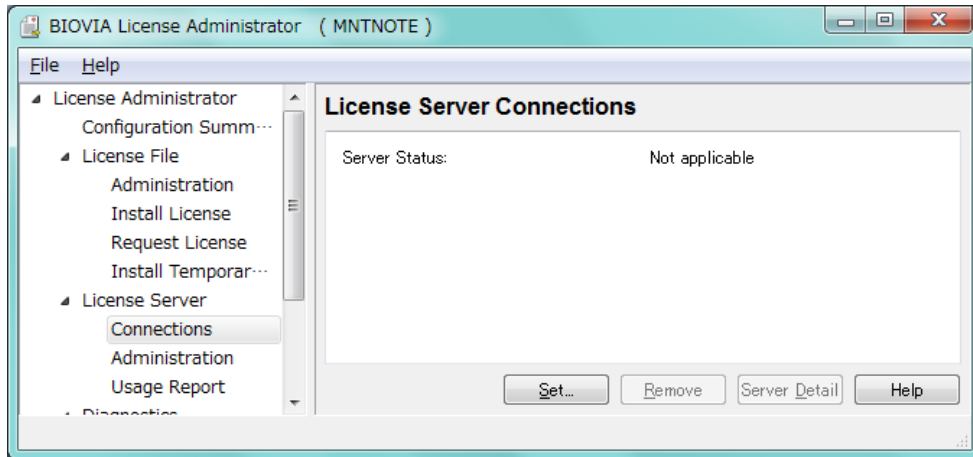 BIOVIA License Administrator ( MNTNOTE )
File Help
License Administrator
Configuration Summ…
License File
Administration
Install License
Request License
Install Temporar…
License Server
Connections
Administration
Usage Report
Diagnostics
License Server Connections
Server Status: Not applicable
Set... Remove Server Detail Help